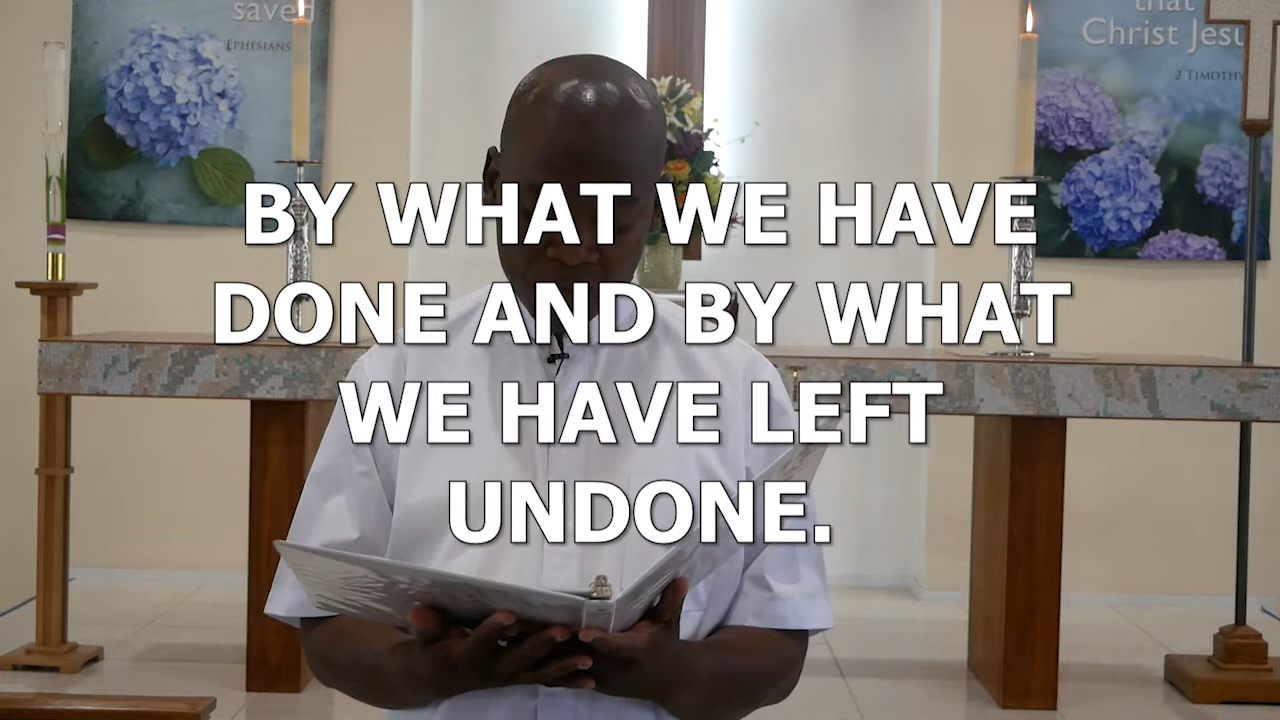 saved
EPHESIANS
that
Christ Jesu
2 TIMOTHY
BY WHAT WE HAVE
DONE AND BY WHAT
WE HAVE LEFT
UNDONE.